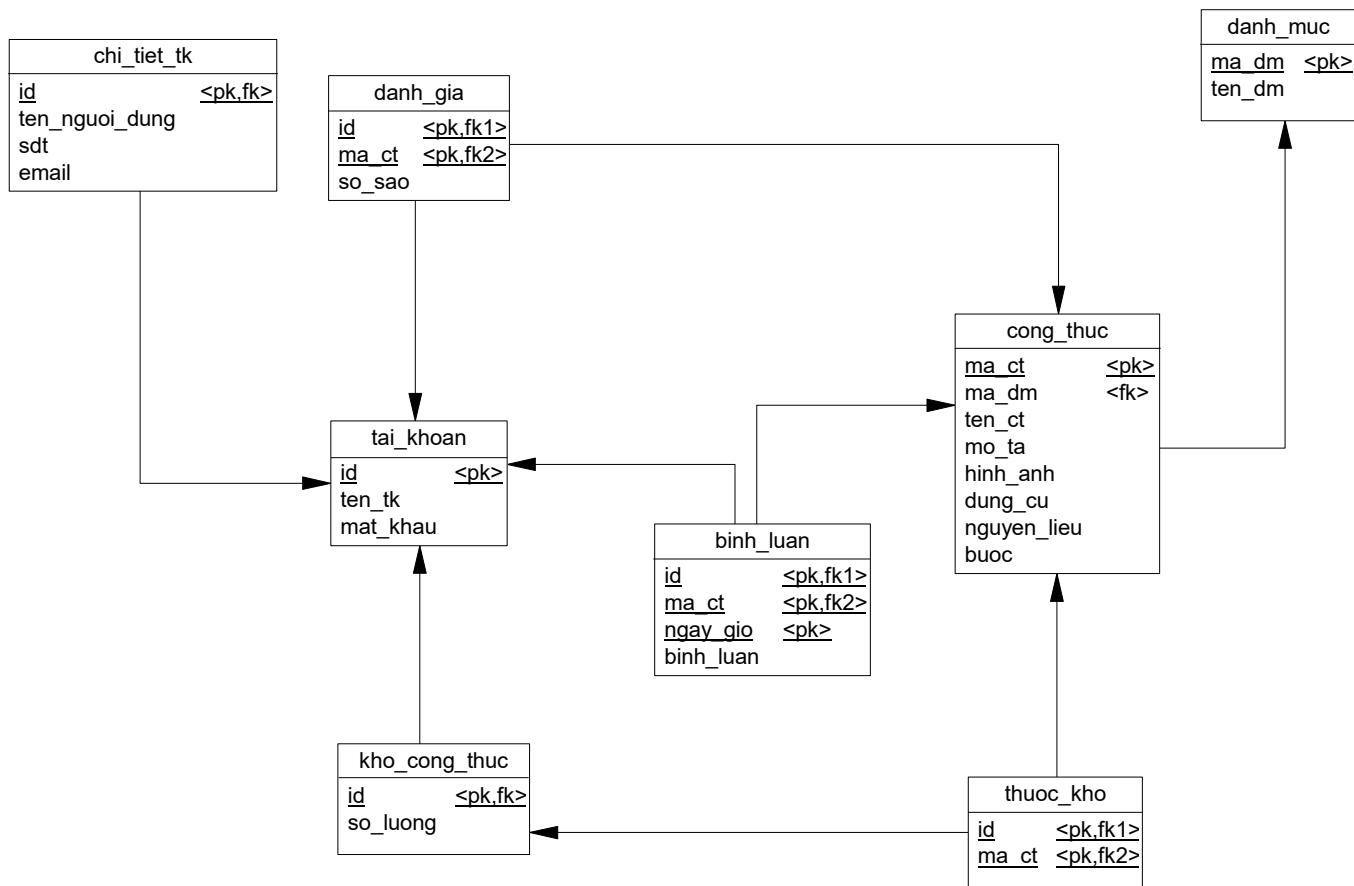 chi_tiet_tk
id <pk,fk>
ten_nguoi_dung
sdt
email
danh_gia
id <pk,fk1>
ma_ct <pk,fk2>
so_sao
danh_muc
ma_dm <pk>
ten_dm
cong_thuc
ma_ct <pk>
ma_dm <fk>
ten_ct
mo_ta
hinh_anh
dung_cu
nguyen_lieu
buoc
tai_khoan
id <pk>
ten_tk
mat_khau
binh_luan
id <pk,fk1>
ma_ct <pk,fk2>
ngay_gio <pk>
binh_luan
kho_cong_thuc
id <pk,fk>
so_luong
thuoc_kho
id <pk,fk1>
ma_ct <pk,fk2>